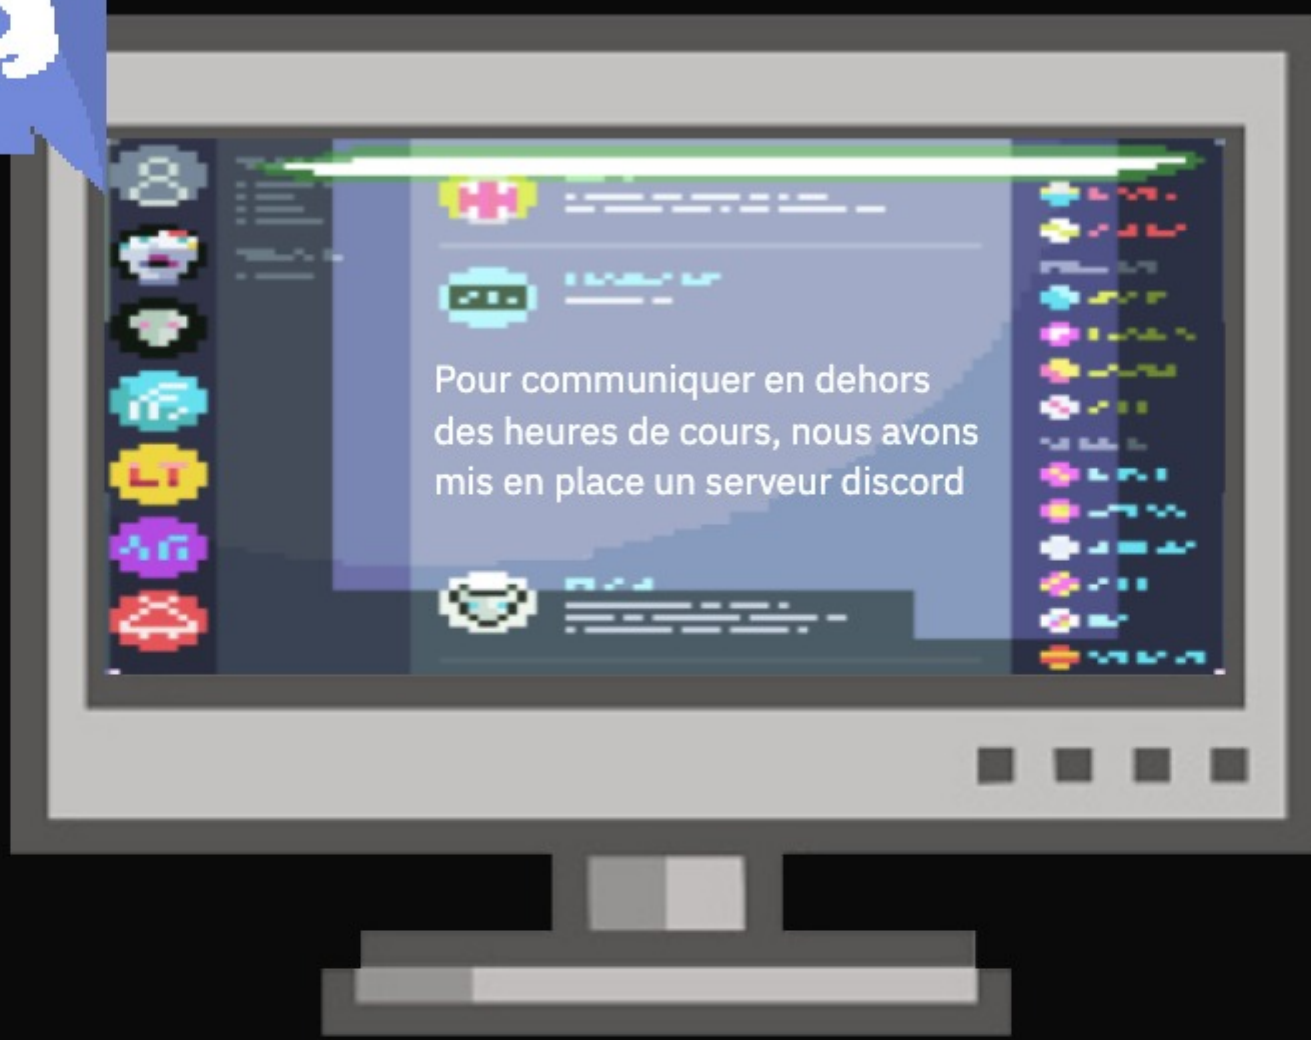 Pour communiquer en dehors
des heures de cours, nous avons
mis en place un serveur discord